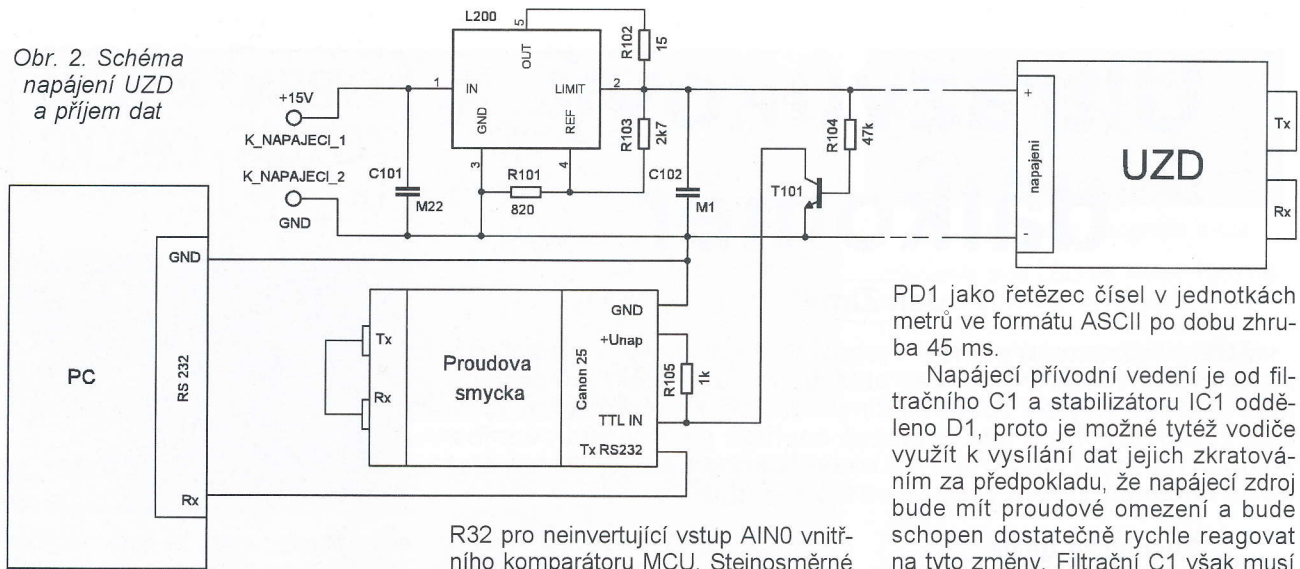 Obr. 2. Schéma
napájení UZD
a příjem dat
L200
5
OUT
R102
15
+15V
1
IN
LIMIT
2
GND
REF
K_NAPAJECI_1
K_NAPAJECI_2
GND
C101
M22
3
4
R101
820
R103
2k7
C102
M1
R104
47k
T101
+
-
napajeni
UZD
Tx
Rx
PC
RS 232
GND
Rx
Tx
Rx
Proudova
smycka
Canon 25
GND
+Unap
R105
1k
TTL IN
Tx RS232
R32 pro neinvertující vstup AIN0 vnitř-
ního komparátoru MCU. Stejnosměrné
PD1 jako řetězec čísel v jednotkách
metrů ve formátu ASCII po dobu zhru-
ba 45 ms.
Napájecí přívodní vedení je od fil-
tračního C1 a stabilizátoru IC1 oddě-
leno D1, proto je možné tytéž vodiče
využít k vysílání dat jejich zkratová-
ním za předpokladu, že napájecí zdroj
bude mít proudové omezení a bude
schopen dostatečně rychle reagovat
na tyto změny. Filtrační C1 však musí